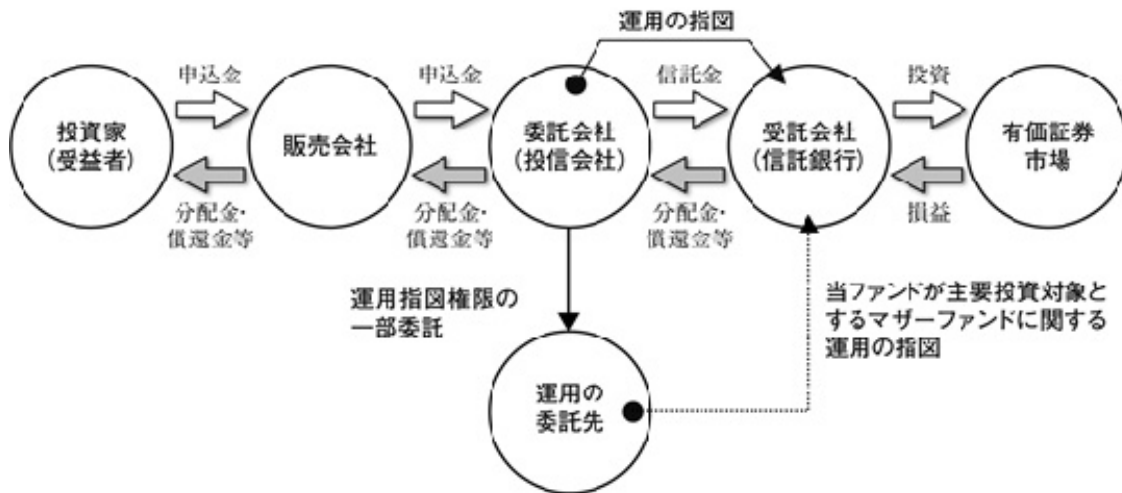 運用の指図
申込金
申込金
信託金
投資
投資家
(受益者)
販売会社
委託会社
(投信会社)
受託会社
(信託銀行)
有価証券
市場
分配金・
償還金等
分配金・
償還金等
分配金・
償還金等
損益
運用指図権限の
一部委託
当ファンドが主要投資対象と
するマザーファンドに関する
運用の指図
運用の
委託先